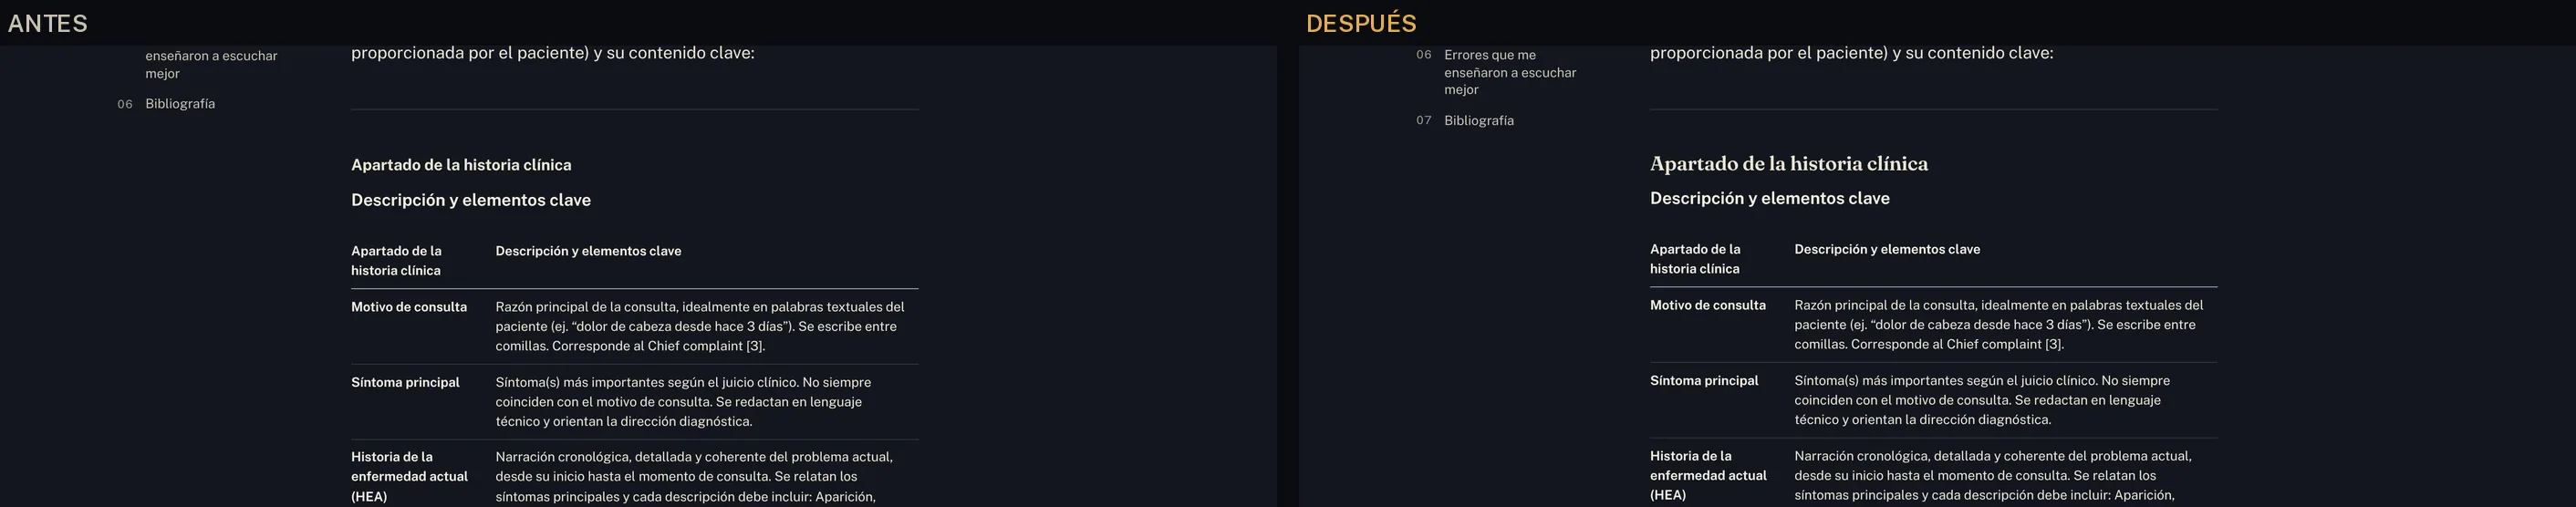 ANTES
enseñaron a escuchar
mejor
06 Bibliografía
proporcionada por el paciente) y su contenido clave:
Apartado de la historia clínica
Descripción y elementos clave
Apartado de la
historia clínica
Descripción y elementos clave
Motivo de consulta
Razón principal de la consulta, idealmente en palabras textuales del
paciente (ej. “dolor de cabeza desde hace 3 días”). Se escribe entre
comillas. Corresponde al Chief complaint [3].
Síntoma principal
Síntoma(s) más importantes según el juicio clínico. No siempre
coinciden con el motivo de consulta. Se redactan en lenguaje
técnico y orientan la dirección diagnóstica.
Historia de la
enfermedad actual
(HEA)
Narración cronológica, detallada y coherente del problema actual,
desde su inicio hasta el momento de consulta. Se relatan los
síntomas principales y cada descripción debe incluir: Aparición,
DESPUÉS
06 Errores que me
enseñaron a escuchar
mejor
07 Bibliografía
proporcionada por el paciente) y su contenido clave:
Apartado de la historia clínica
Descripción y elementos clave
Apartado de la
historia clínica
Descripción y elementos clave
Motivo de consulta
Razón principal de la consulta, idealmente en palabras textuales del
paciente (ej. “dolor de cabeza desde hace 3 días”). Se escribe entre
comillas. Corresponde al Chief complaint [3].
Síntoma principal
Síntoma(s) más importantes según el juicio clínico. No siempre
coinciden con el motivo de consulta. Se redactan en lenguaje
técnico y orientan la dirección diagnóstica.
Historia de la
enfermedad actual
(HEA)
Narración cronológica, detallada y coherente del problema actual,
desde su inicio hasta el momento de consulta. Se relatan los
síntomas principales y cada descripción debe incluir: Aparición,